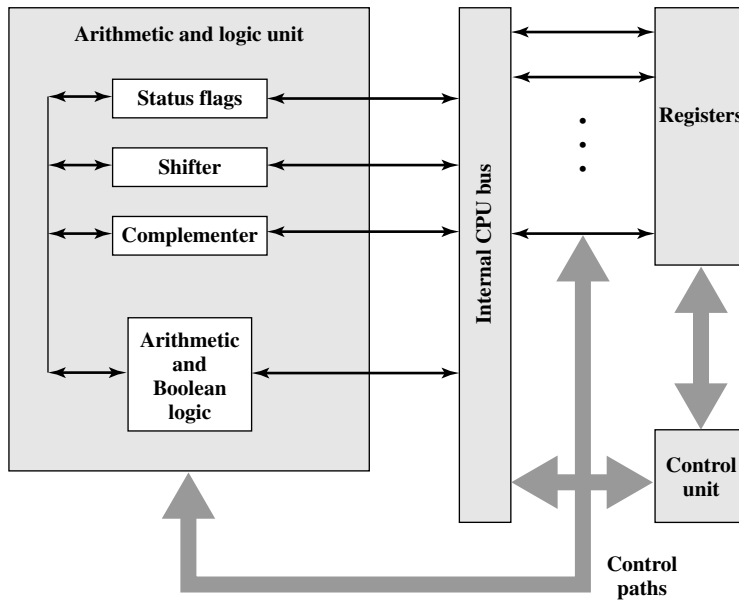 Arithmetic and logic unit
Status flags
Shifter
Complementer
Arithmetic
and
Boolean
logic
Internal CPU bus
Registers
Control
unit
Control
paths